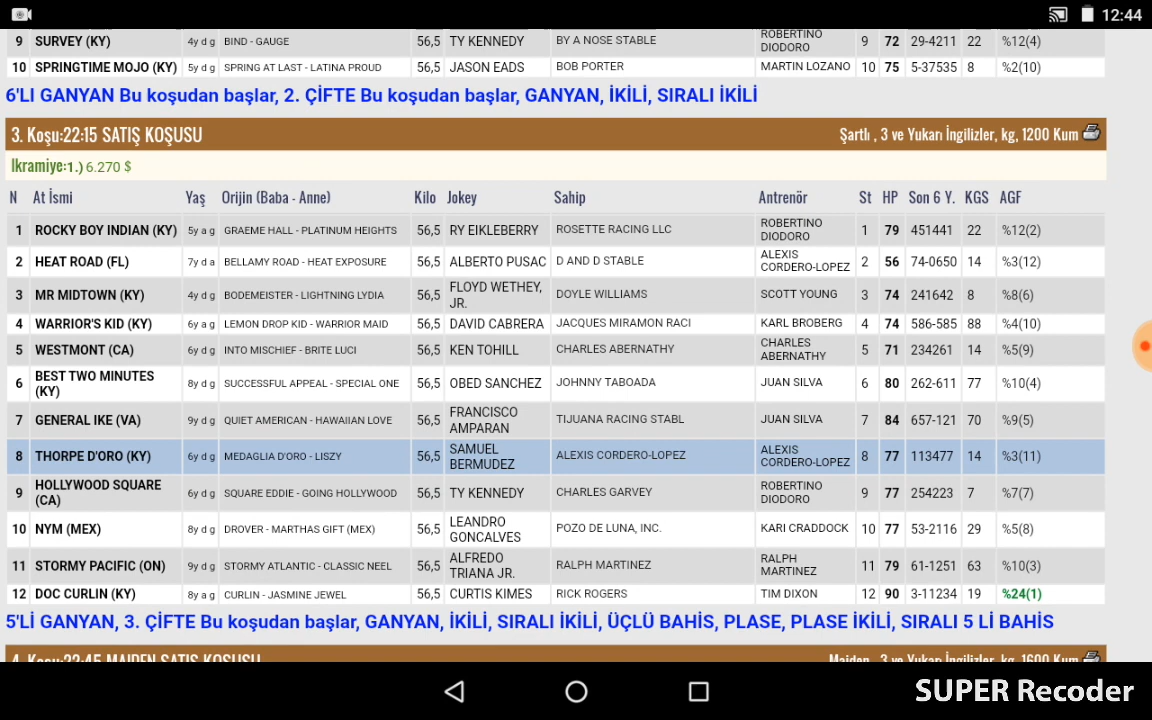 12:44
9 SURVEY (KY) 4y d g BIND - GAUGE 56,5 TY KENNEDY BY A NOSE STABLE ROBERTINO DIODORO 9 72 29-4211 22 %12(4)
10 SPRINGTIME MOJO (KY) 5y d g SPRING AT LAST - LATINA PROUD 56,5 JASON EADS BOB PORTER MARTIN LOZANO 10 75 5-37535 8 %2(10)
6'LI GANYAN Bu koşudan başlar, 2. ÇİFTE Bu koşudan başlar, GANYAN, İKİLİ, SIRALI İKİLİ
3. Koşu:22:15 SATIŞ KOŞUSU Şartlı , 3 ve Yukarı İngilizler, kg, 1200 Kum
Ikramiye:1.) 6.270 $
N At İsmi Yaş Orijin (Baba - Anne) Kilo Jokey Sahip Antrenör St HP Son 6 Y. KGS AGF
1 ROCKY BOY INDIAN (KY) 5y a g GRAEME HALL - PLATINUM HEIGHTS 56,5 RY EIKLEBERRY ROSETTE RACING LLC ROBERTINO DIODORO 1 79 451441 22 %12(2)
2 HEAT ROAD (FL) 7y d a BELLAMY ROAD - HEAT EXPOSURE 56,5 ALBERTO PUSAC D AND D STABLE ALEXIS CORDERO-LOPEZ 2 56 74-0650 14 %3(12)
3 MR MIDTOWN (KY) 4y d g BODEMEISTER - LIGHTNING LYDIA 56,5 FLOYD WETHEY, JR. DOYLE WILLIAMS SCOTT YOUNG 3 74 241642 8 %8(6)
4 WARRIOR'S KID (KY) 6y a g LEMON DROP KID - WARRIOR MAID 56,5 DAVID CABRERA JACQUES MIRAMON RACI KARL BROBERG 4 74 586-585 88 %4(10)
5 WESTMONT (CA) 6y d g INTO MISCHIEF - BRITE LUCI 56,5 KEN TOHILL CHARLES ABERNATHY CHARLES ABERNATHY 5 71 234261 14 %5(9)
6 BEST TWO MINUTES (KY) 8y d g SUCCESSFUL APPEAL - SPECIAL ONE 56,5 OBED SANCHEZ JOHNNY TABOADA JUAN SILVA 6 80 262-611 77 %10(4)
7 GENERAL IKE (VA) 9y d g QUIET AMERICAN - HAWAIIAN LOVE 56,5 FRANCISCO AMPARAN TIJUANA RACING STABL JUAN SILVA 7 84 657-121 70 %9(5)
8 THORPE D'ORO (KY) 6y d g MEDAGLIA D'ORO - LISZY 56,5 SAMUEL BERMUDEZ ALEXIS CORDERO-LOPEZ ALEXIS CORDERO-LOPEZ 8 77 113477 14 %3(11)
9 HOLLYWOOD SQUARE (CA) 6y d g SQUARE EDDIE - GOING HOLLYWOOD 56,5 TY KENNEDY CHARLES GARVEY ROBERTINO DIODORO 9 77 254223 7 %7(7)
10 NYM (MEX) 8y d g DROVER - MARTHAS GIFT (MEX) 56,5 LEANDRO GONCALVES POZO DE LUNA, INC. KARI CRADDOCK 10 77 53-2116 29 %5(8)
11 STORMY PACIFIC (ON) 9y d g STORMY ATLANTIC - CLASSIC NEEL 56,5 ALFREDO TRIANA JR. RALPH MARTINEZ RALPH MARTINEZ 11 79 61-1251 63 %10(3)
12 DOC CURLIN (KY) 8y a g CURLIN - JASMINE JEWEL 56,5 CURTIS KIMES RICK ROGERS TIM DIXON 12 90 3-11234 19 %24(1)
5'Lİ GANYAN, 3. ÇİFTE Bu koşudan başlar, GANYAN, İKİLİ, SIRALI İKİLİ, ÜÇLÜ BAHİS, PLASE, PLASE İKİLİ, SIRALI 5 Lİ BAHİS
4. Koşu:22:45 MAIDEN SATIŞ KOŞUSU Maiden , 3 ve Yukarı İngilizler, kg, 1600 Kum
SUPER Recoder